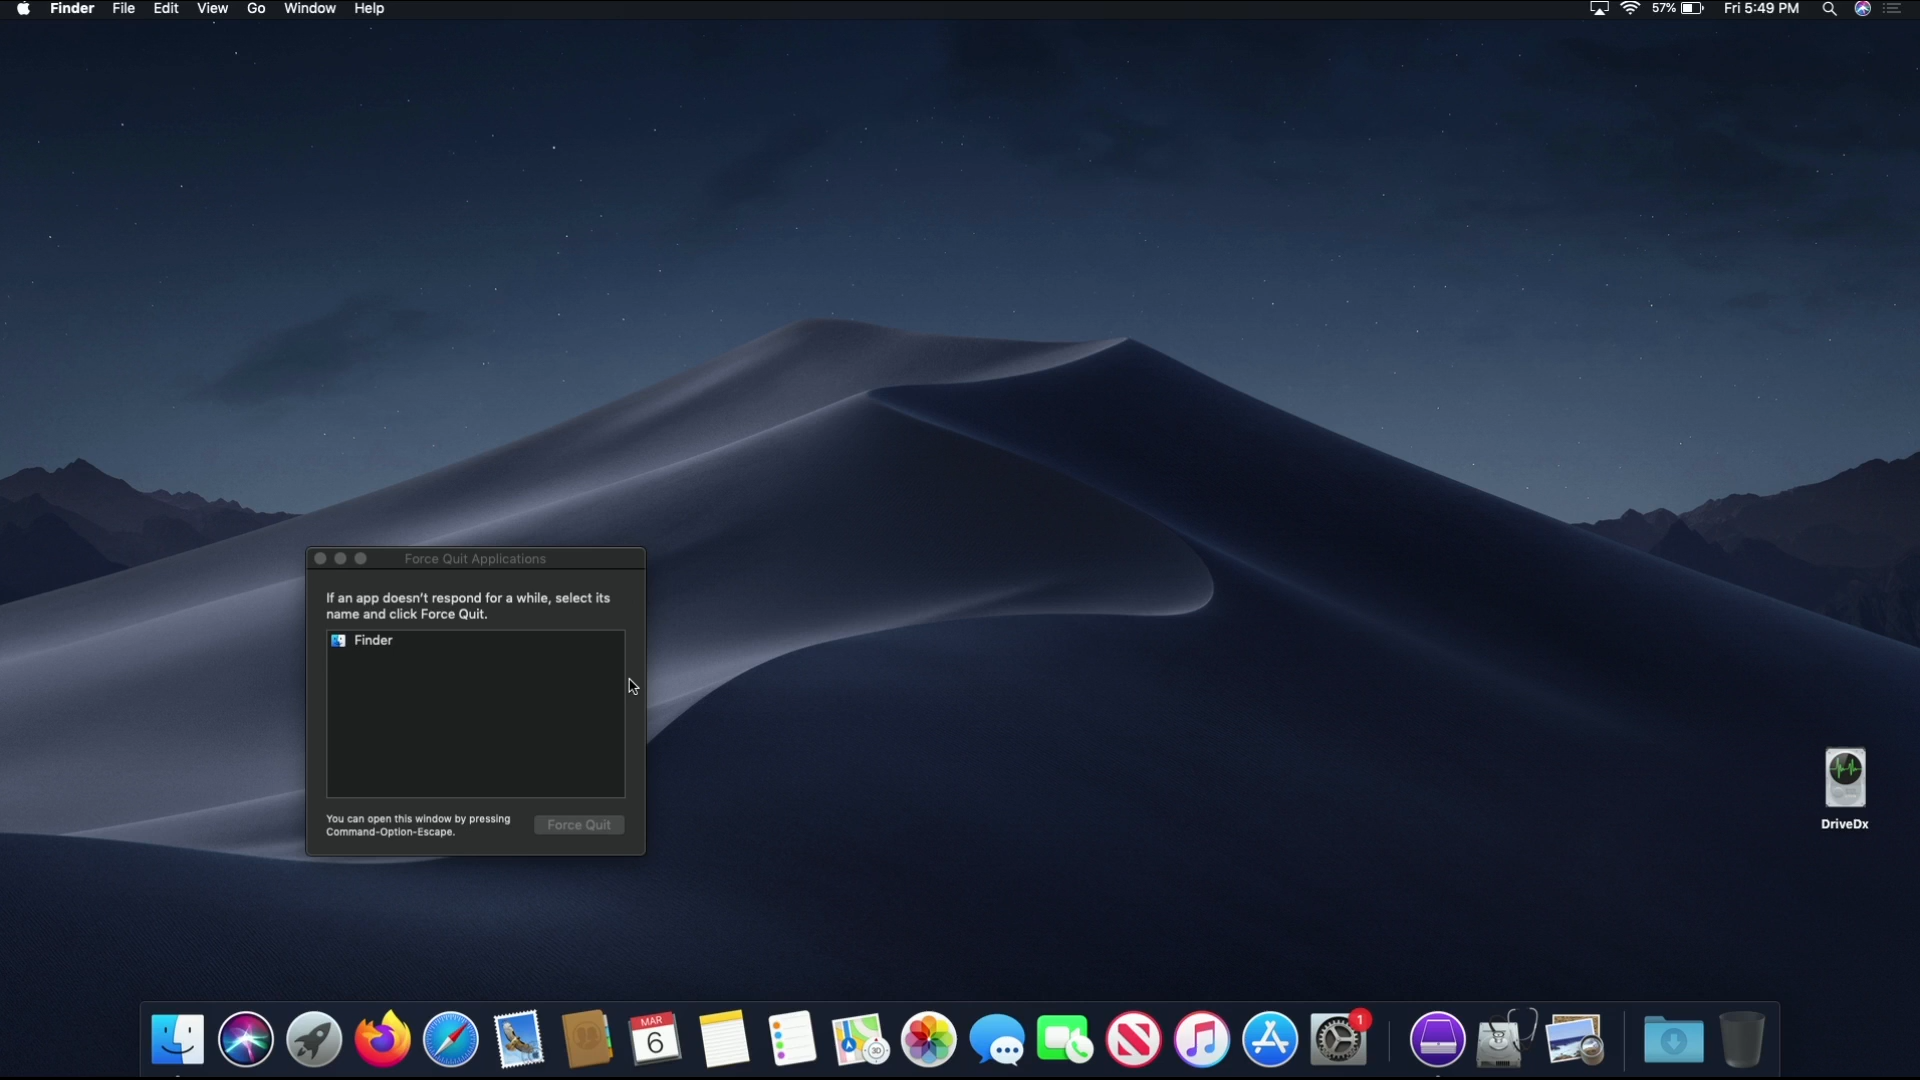 Finder File Edit View Go Window Help
57% Fri 5:49 PM
Force Quit Applications
If an app doesn't respond for a while, select its
name and click Force Quit.
Finder
You can open this window by pressing
Command-Option-Escape.
Force Quit
DriveDx
MAR
6
3D
1